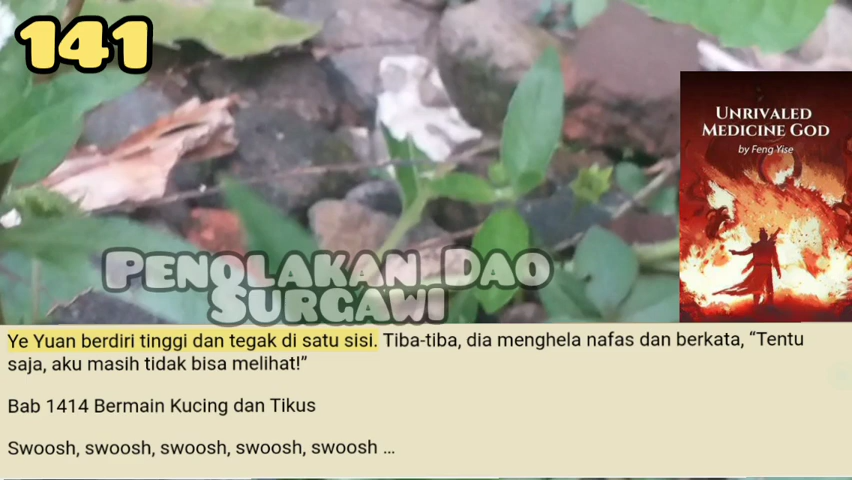 141
UNRIVALED
MEDICINE GOD
by Feng Yise
PENOLAKAN DAO
SURGAWI
Ye Yuan berdiri tinggi dan tegak di satu sisi. Tiba-tiba, dia menghela nafas dan berkata, “Tentu
saja, aku masih tidak bisa melihat!”
Bab 1414 Bermain Kucing dan Tikus
Swoosh, swoosh, swoosh, swoosh, swoosh ...